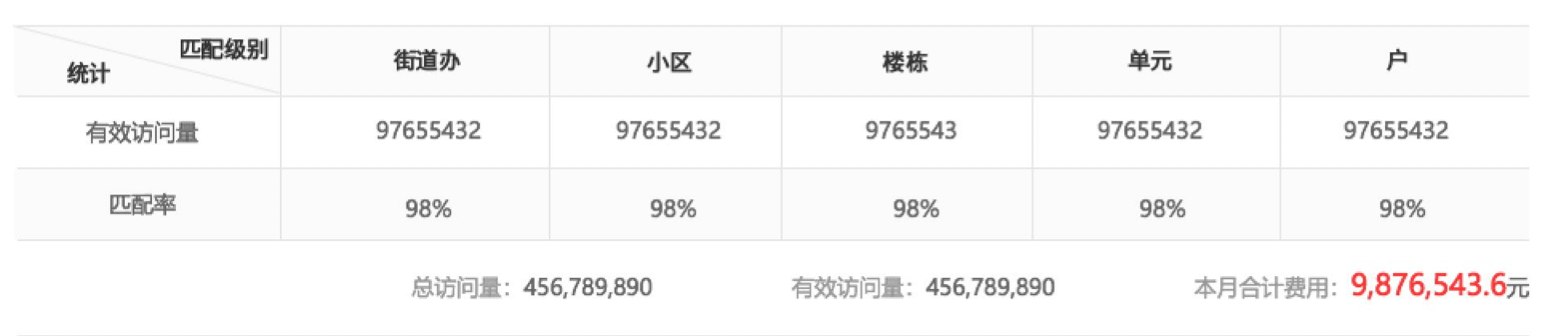 匹配级别 统计 街道办 小区 楼栋 单元 户
有效访问量 97655432 97655432 9765543 97655432 97655432
匹配率 98% 98% 98% 98% 98%
总访问量：456,789,890 有效访问量：456,789,890 本月合计费用：9,876,543.6元